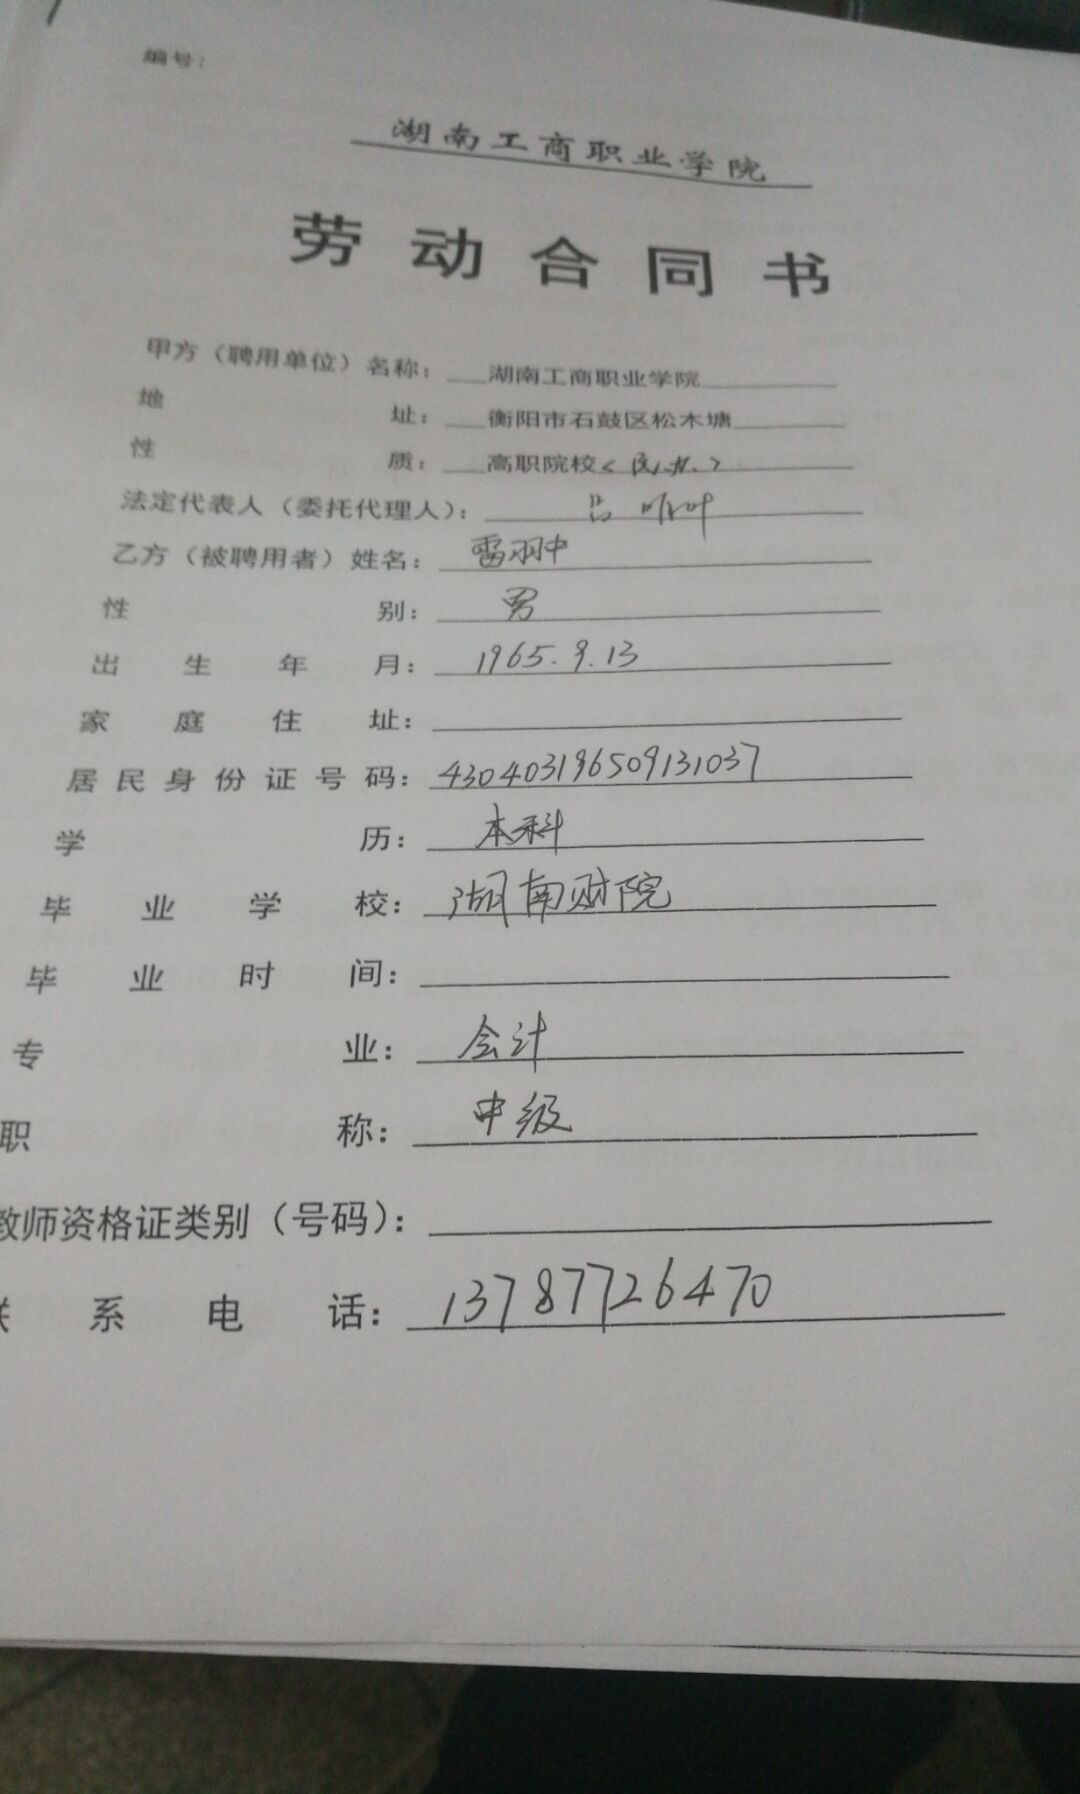 编号：
湖南工商职业学院
劳动合同书
甲方（聘用单位）名称：湖南工商职业学院
地址：衡阳市石鼓区松木塘
性质：高职院校
法定代表人（委托代理人）：吕
乙方（被聘用者）姓名：雷羽中
性别：男
出生年月：1965.9.13
家庭住址：
居民身份证号码：430403196509131037
学历：本科
毕业学校：湖南财院
毕业时间：
专业：会计
职称：中级
教师资格证类别（号码）：
联系电话：13787726470